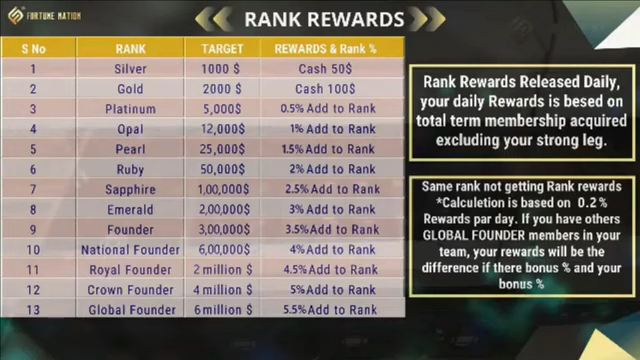 FORTUNE NATION
RANK REWARDS
S No RANK TARGET REWARDS & Rank %
1 Silver 1000 $ Cash 50$
2 Gold 2000 $ Cash 100$
3 Platinum 5,000$ 0.5% Add to Rank
4 Opal 12,000$ 1% Add to Rank
5 Pearl 25,000$ 1.5% Add to Rank
6 Ruby 50,000$ 2% Add to Rank
7 Sapphire 1,00,000$ 2.5% Add to Rank
8 Emerald 2,00,000$ 3% Add to Rank
9 Founder 3,00,000$ 3.5% Add to Rank
10 National Founder 6,00,000$ 4% Add to Rank
11 Royal Founder 2 million $ 4.5% Add to Rank
12 Crown Founder 4 million $ 5% Add to Rank
13 Global Founder 6 million $ 5.5% Add to Rank
Rank Rewards Released Daily,
your daily Rewards is besed on
total term membership acquired
excluding your strong leg.
Same rank not getting Rank rewards
*Calculetion is based on 0.2 %
Rewards par day. If you have others
GLOBAL FOUNDER members in your
team, your rewards will be the
difference if there bonus % and your
bonus %